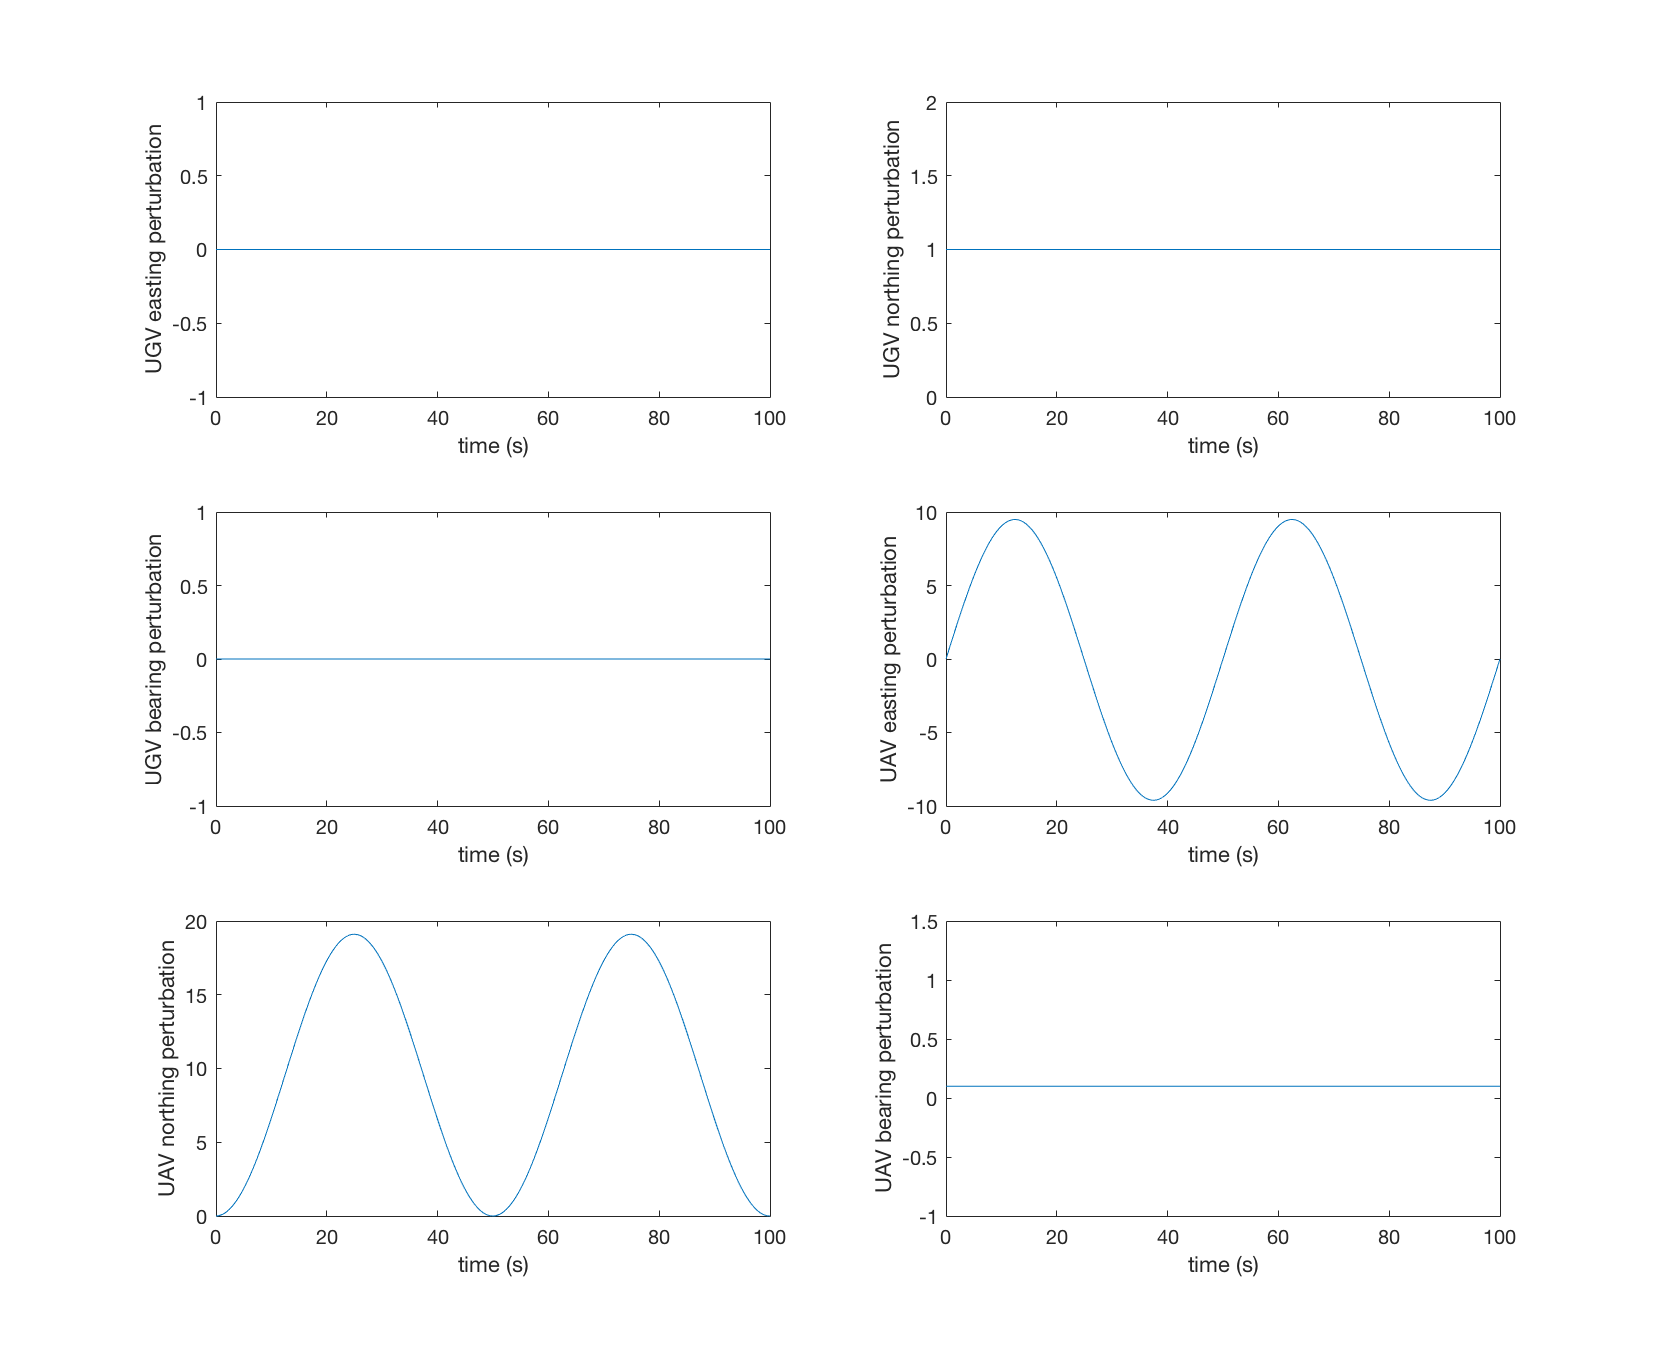 1
0.5
0
-0.5
-1
0 20 40 60 80 100
time (s)
UGV easting perturbation
2
1.5
1
0.5
0
0 20 40 60 80 100
time (s)
UGV northing perturbation
1
0.5
0
-0.5
-1
0 20 40 60 80 100
time (s)
UGV bearing perturbation
10
5
0
-5
-10
0 20 40 60 80 100
time (s)
UAV easting perturbation
20
15
10
5
0
0 20 40 60 80 100
time (s)
UAV northing perturbation
1.5
1
0.5
0
-0.5
-1
0 20 40 60 80 100
time (s)
UAV bearing perturbation